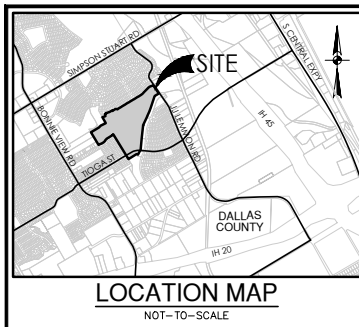 SIMPSON STUART RD
SITE
S CENTRAL EXPY
BONNIE VIEW RD
J J LEMMON RD
IH 45
TIOGA ST
DALLAS
COUNTY
IH 20
LOCATION MAP
NOT-TO-SCALE